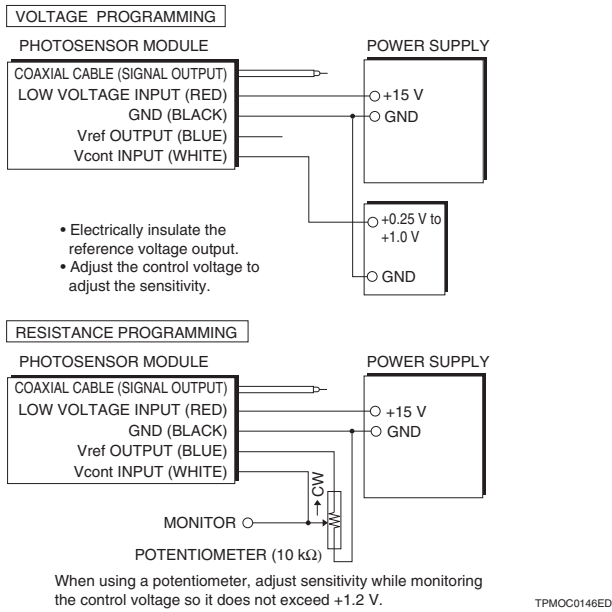 VOLTAGE PROGRAMMING
PHOTOSENSOR MODULE
POWER SUPPLY
COAXIAL CABLE (SIGNAL OUTPUT)
LOW VOLTAGE INPUT (RED)
+15 V
GND (BLACK)
GND
Vref OUTPUT (BLUE)
Vcont INPUT (WHITE)
• Electrically insulate the
reference voltage output.
• Adjust the control voltage to
adjust the sensitivity.
+0.25 V to
+1.0 V
GND
RESISTANCE PROGRAMMING
PHOTOSENSOR MODULE
POWER SUPPLY
COAXIAL CABLE (SIGNAL OUTPUT)
LOW VOLTAGE INPUT (RED)
+15 V
GND (BLACK)
GND
Vref OUTPUT (BLUE)
Vcont INPUT (WHITE)
CW
MONITOR
POTENTIOMETER (10 kΩ)
When using a potentiometer, adjust sensitivity while monitoring
the control voltage so it does not exceed +1.2 V.
TPMOC0146ED